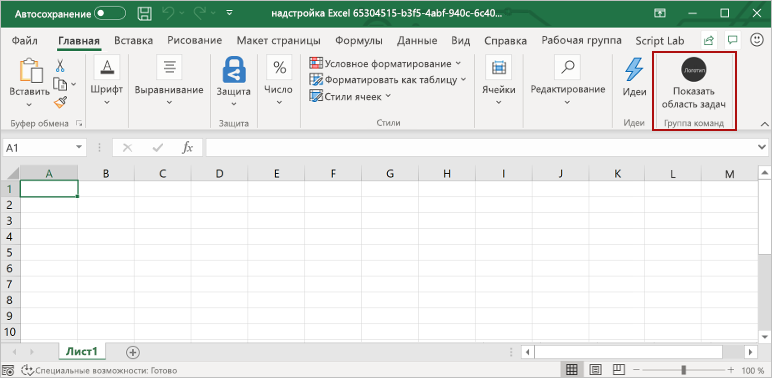 Автосохранение
надстройка Excel 65304515-b3f5-4abf-940c-6c40...
Файл Главная Вставка Рисование Макет страницы Формулы Данные Вид Справка Рабочая группа Script Lab
Вставить
Шрифт
Выравнивание
Защита
Число
Условное форматирование
Форматировать как таблицу
Стили ячеек
Ячейки
Редактирование
Идеи
Логотип
Показать
область задач
Буфер обмена Защита Стили Идеи Группа команд
A1 fx
A B C D E F G H I J K L M
1
2
3
4
5
6
7
8
9
10
Лист1
Специальные возможности: Готово 100 %